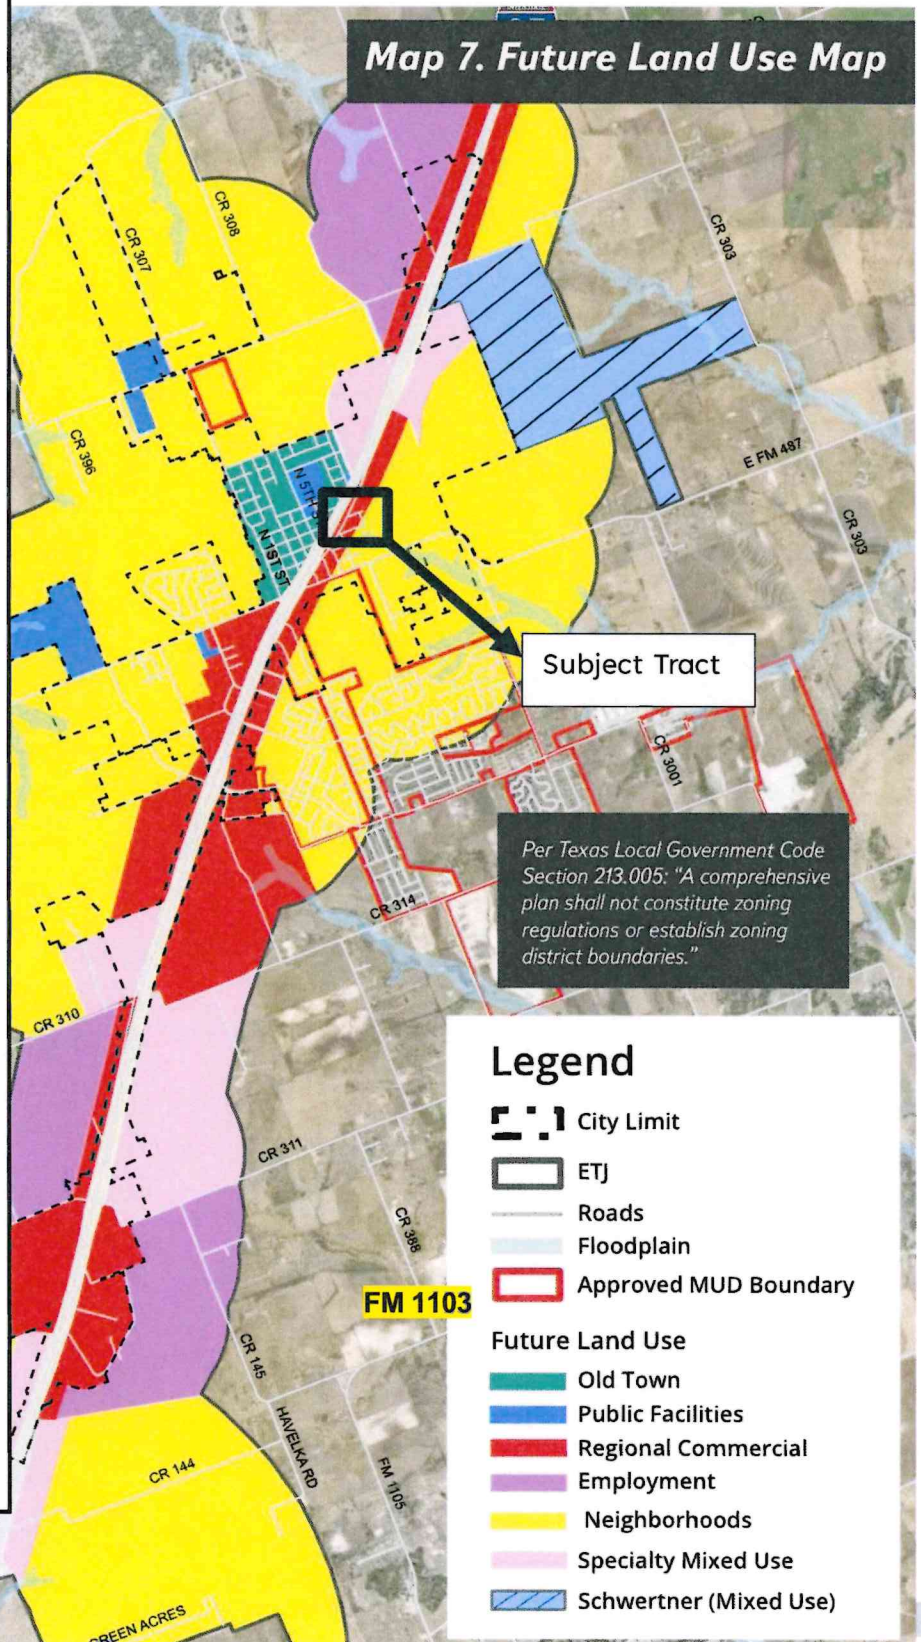 Map 7. Future Land Use Map
CR 308
CR 307
CR 303
CR 396
N 5TH
E FM 487
CR 303
N 1ST ST
Subject Tract
CR 3001
Per Texas Local Government Code
Section 213.005: “A comprehensive
plan shall not constitute zoning
regulations or establish zoning
district boundaries.”
CR 314
CR 310
Legend
City Limit
ETJ
Roads
Floodplain
Approved MUD Boundary
Future Land Use
Old Town
Public Facilities
Regional Commercial
Employment
Neighborhoods
Specialty Mixed Use
Schwertner (Mixed Use)
CR 311
CR 388
FM 1103
CR 145
HAVELKA RD
CR 144
FM 1105
GREEN ACRES